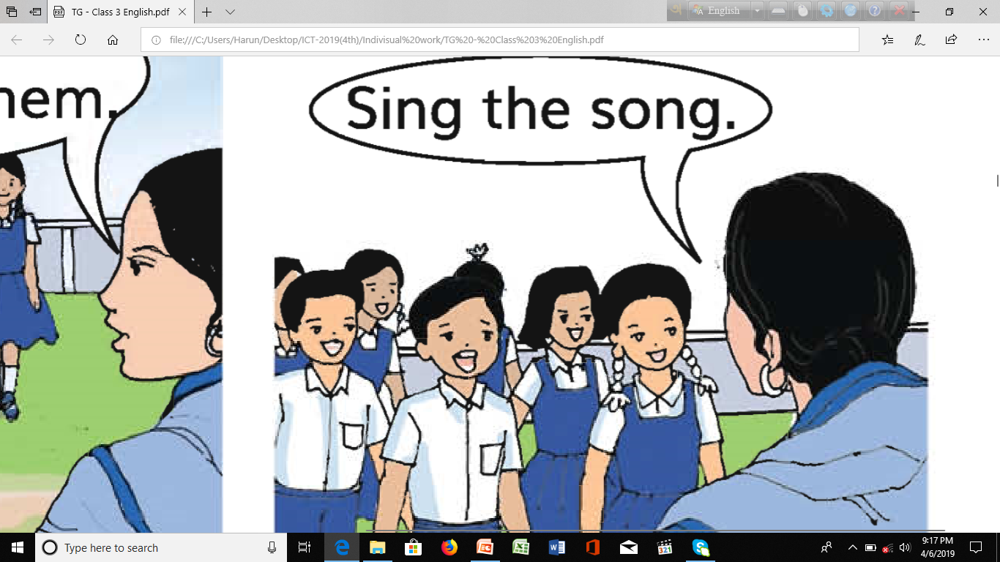 TG - Class 3 English.pdf
English
file:///C:/Users/Harun/Desktop/ICT-2019(4th)/Indivisual%20work/TG%20-%20Class%203%20English.pdf
hem.
Sing the song.
Type here to search
321
9:17 PM
4/6/2019